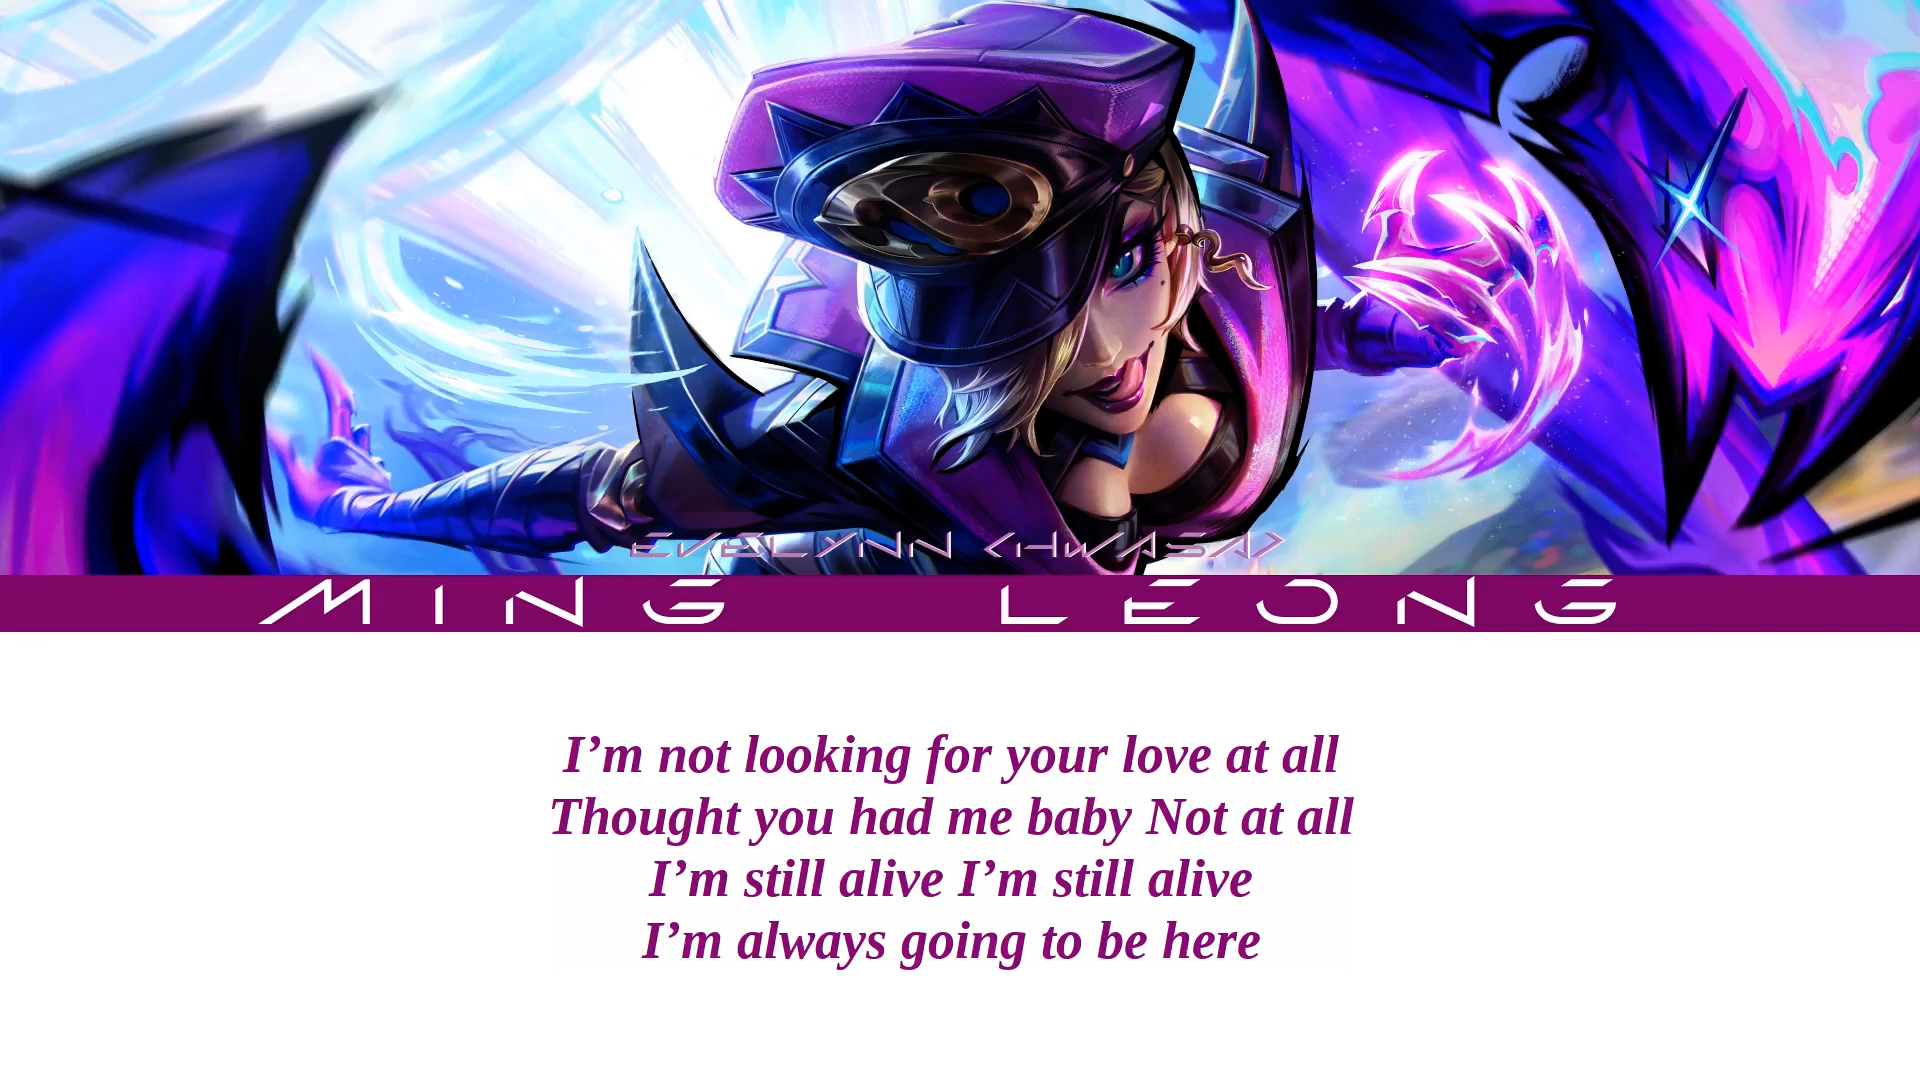 EVELYNN <HWASA>
MING LEONG
I’m not looking for your love at all
Thought you had me baby Not at all
I’m still alive I’m still alive
I’m always going to be here